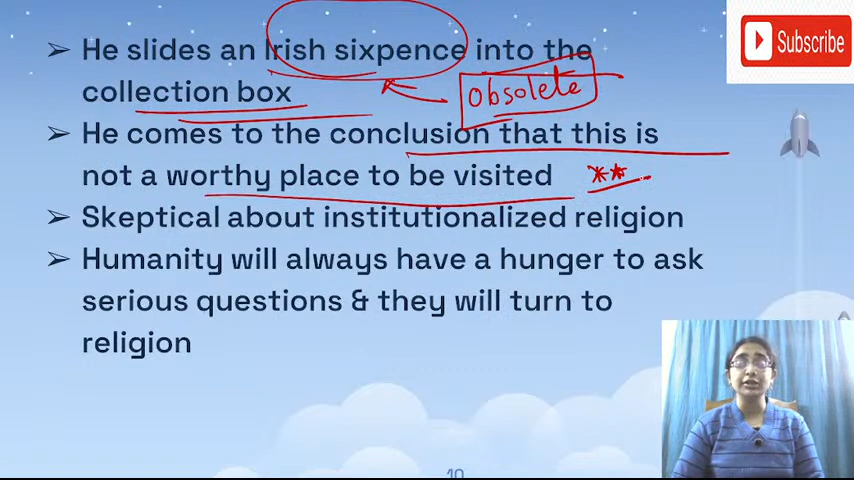 ➢ He slides an Irish sixpence into the
Subscribe
collection box
Obsolete
➢ He comes to the conclusion that this is
not a worthy place to be visited **
➢ Skeptical about institutionalized religion
➢ Humanity will always have a hunger to ask
serious questions & they will turn to
religion
10